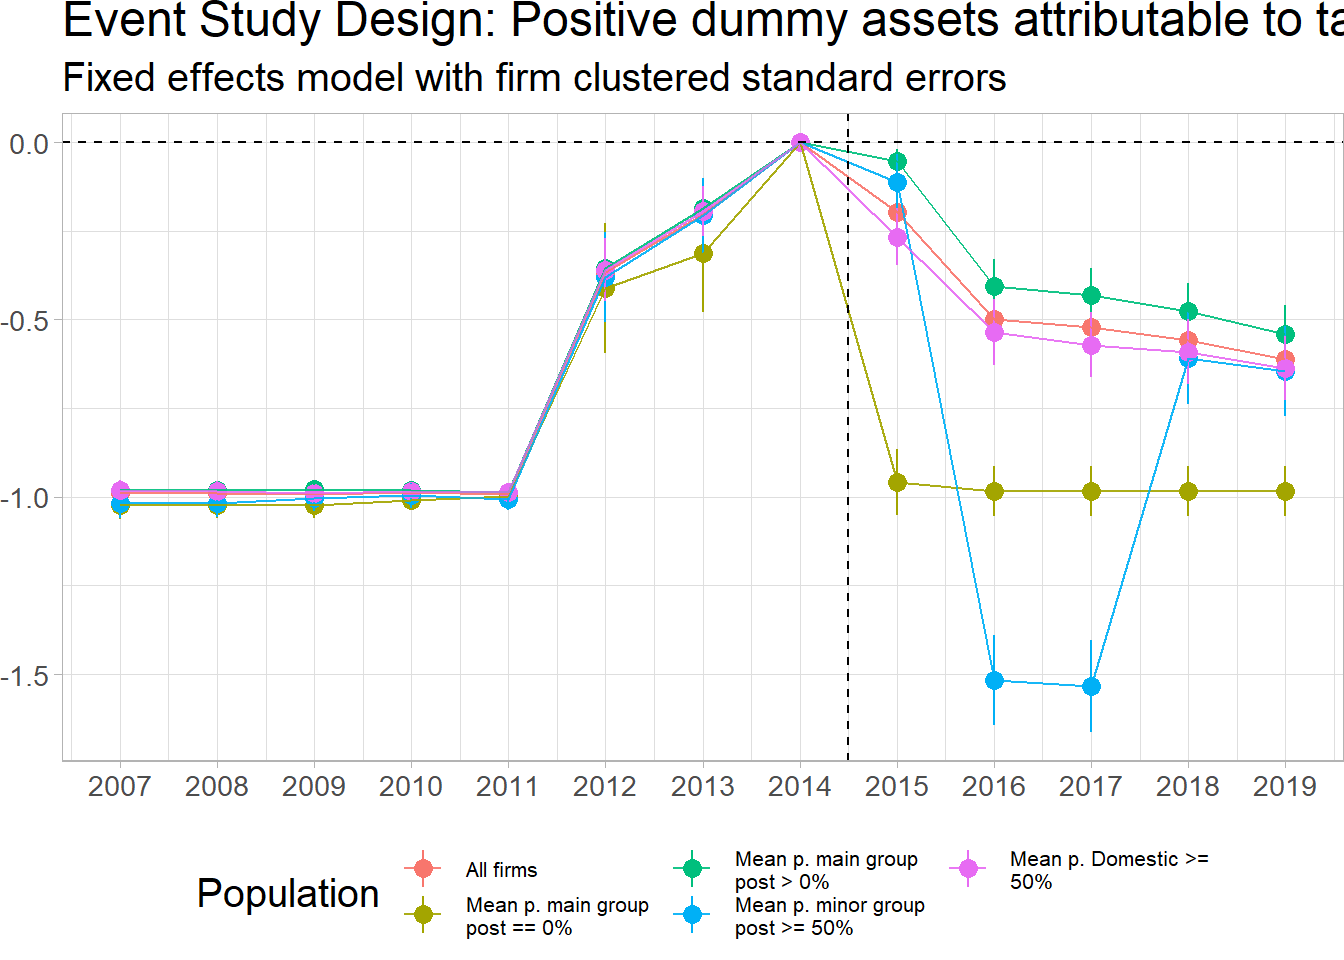 Event Study Design: Positive dummy assets attributable to
Fixed effects model with firm clustered standard errors
0.0
-0.5
-1.0
-1.5
2007 2008 2009 2010 2011 2012 2013 2014 2015 2016 2017 2018 2019
Population
All firms
Mean p. main group
post == 0%
Mean p. main group
post > 0%
Mean p. minor group
post >= 50%
Mean p. Domestic >=
50%